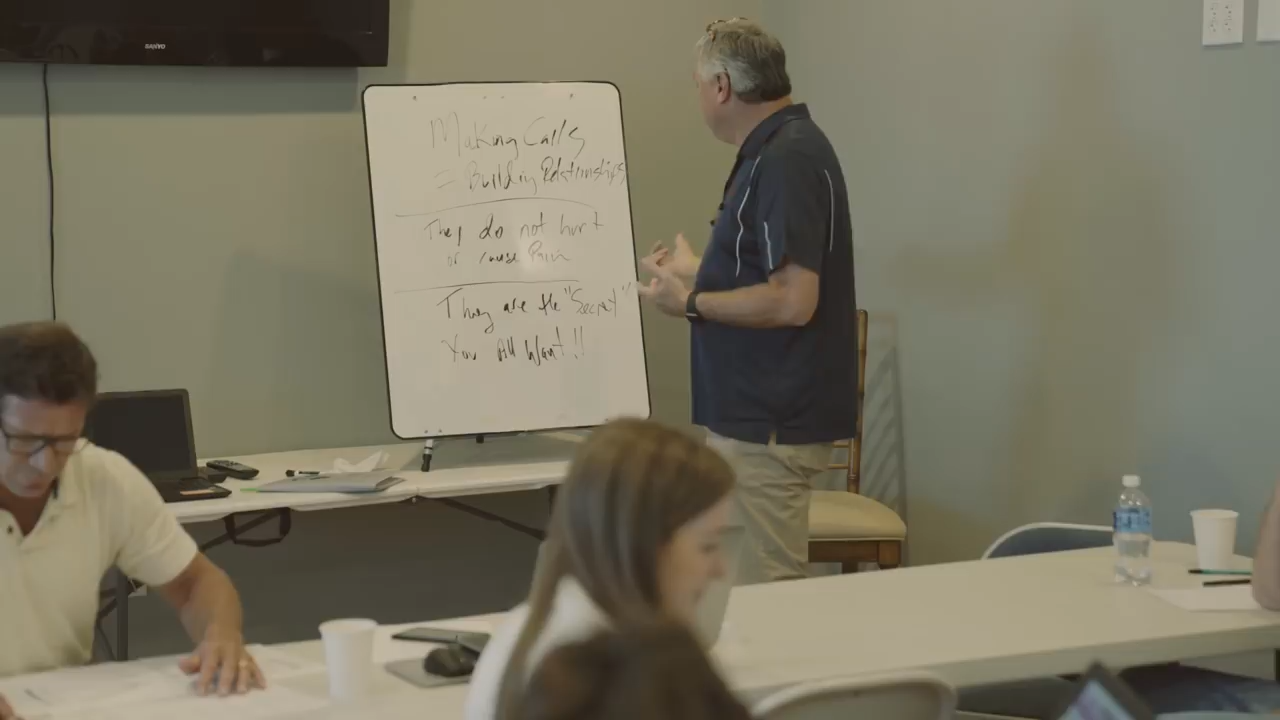 SANYO
Making Calls
= Building Relationships
They do not hurt
or cause Pain
They are the "Secret"
You All Want!!